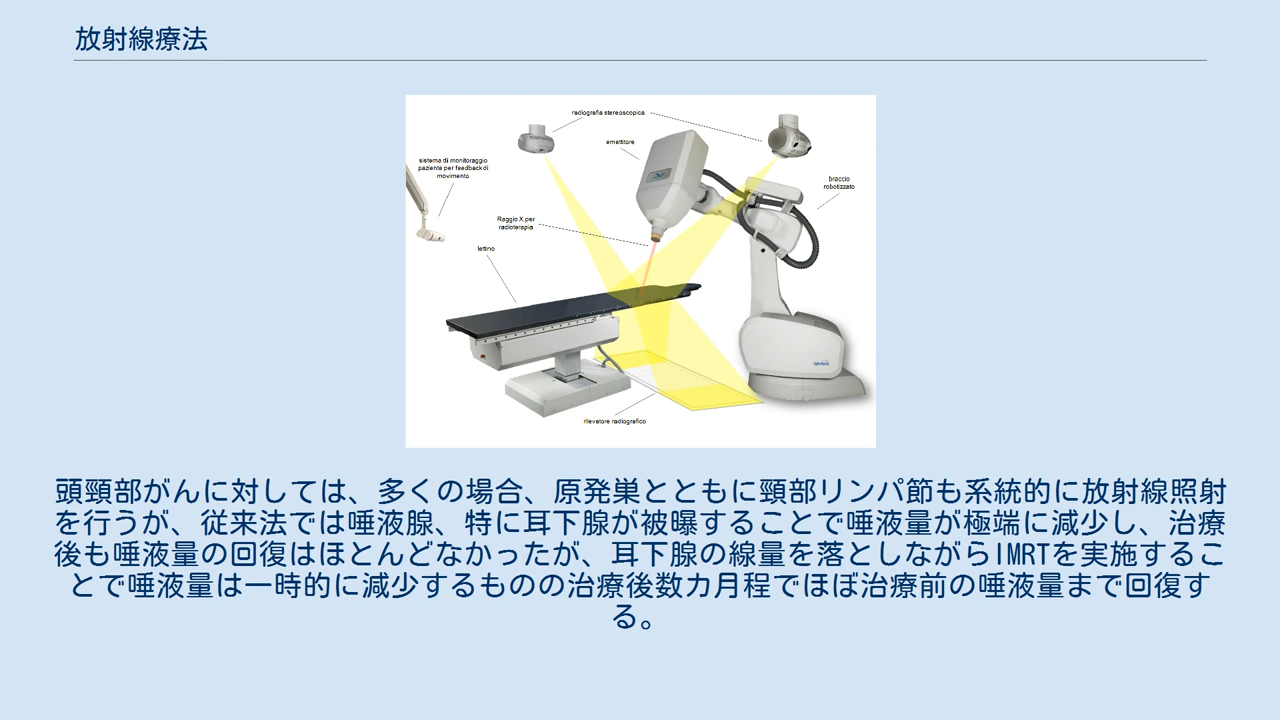 放射線療法
radiografia stereoscopica
emettitore
sistema di monitoraggio
paziente per feedback di
movimento
braccio
robotizzato
Raggio X per
radioterapia
lettino
rilevatore radiografico
頭頸部がんに対しては、多くの場合、原発巣とともに頸部リンパ節も系統的に放射線照射
を行うが、従来法では唾液腺、特に耳下腺が被曝することで唾液量が極端に減少し、治療
後も唾液量の回復はほとんどなかったが、耳下腺の線量を落としながらIMRTを実施するこ
とで唾液量は一時的に減少するものの治療後数カ月程でほぼ治療前の唾液量まで回復す
る。